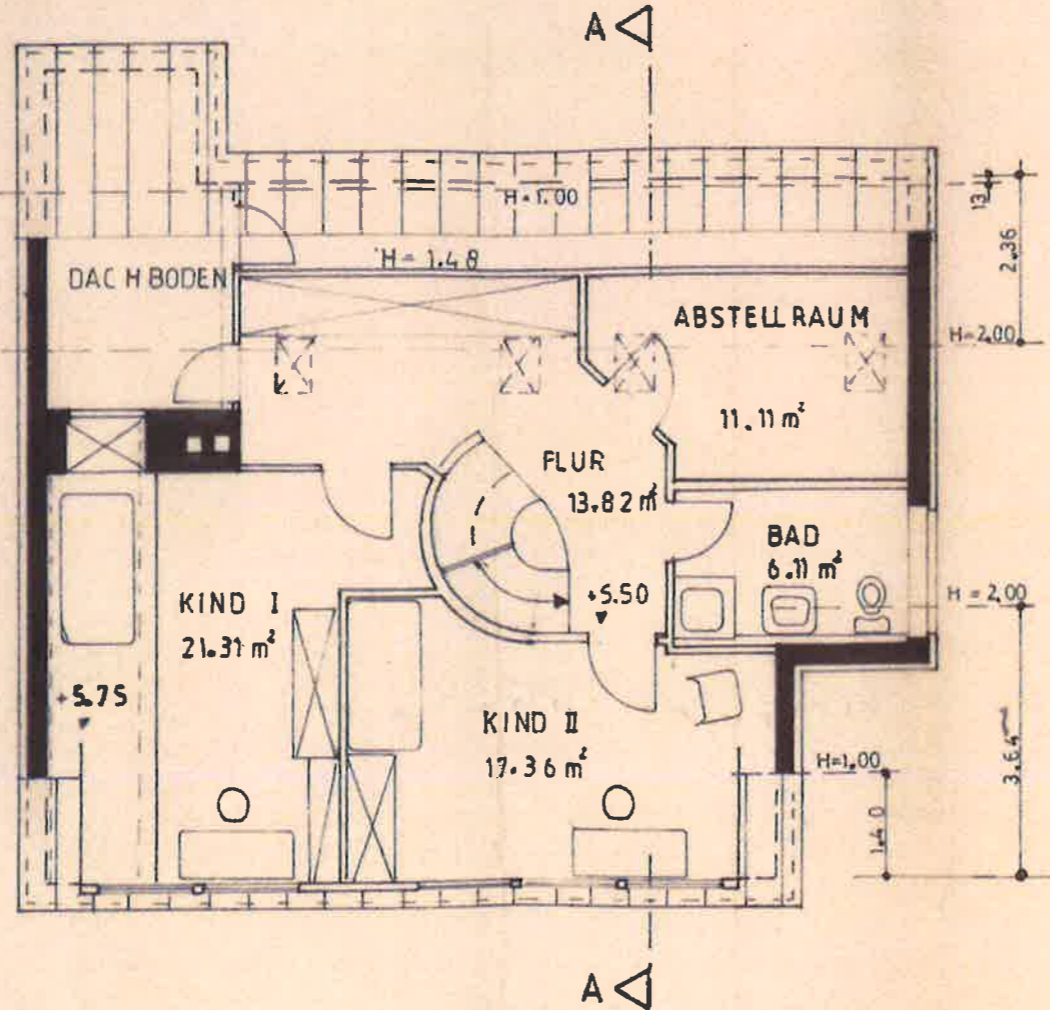 A
H=1.00
13
2.36
H=1.48
DACHBODEN
ABSTELLRAUM
11.11 m²
H=2.00
FLUR
13.82 m²
BAD
6.11 m²
KIND I
21.31 m²
+5.50
H=2.00
+5.75
KIND II
17.36 m²
H=1.00
1.40
3.64
A